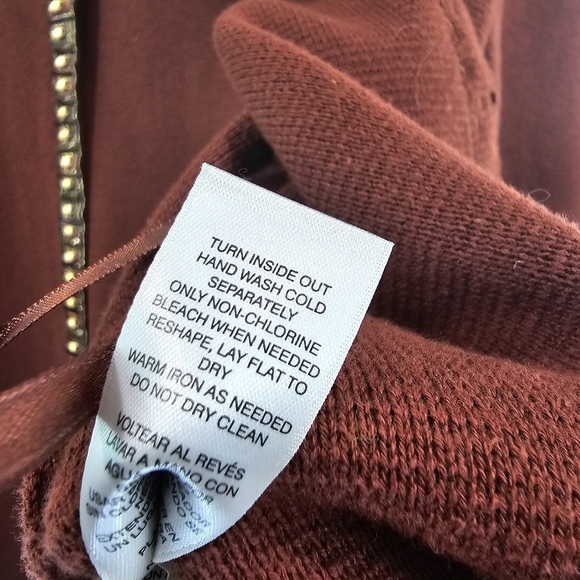 TURN INSIDE OUT
HAND WASH COLD
SEPARATELY
ONLY NON-CHLORINE
BLEACH WHEN NEEDED
RESHAPE, LAY FLAT TO
DRY
WARM IRON AS NEEDED
DO NOT DRY CLEAN
VOLTEAR AL REVÉS
LAVAR A MANO CON